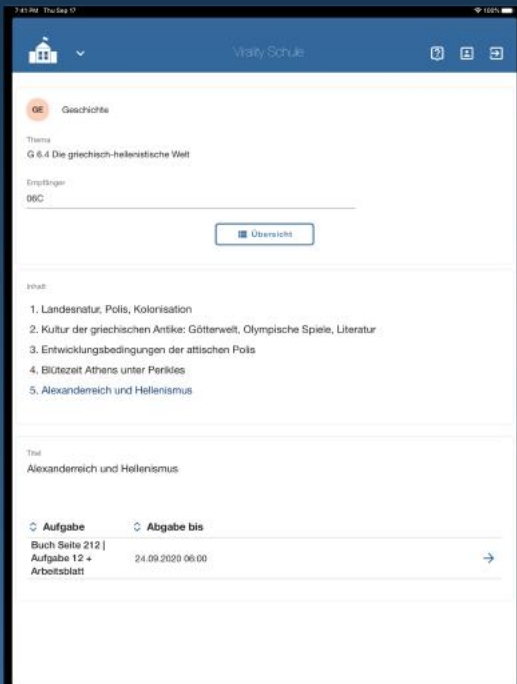 7:41 PM Thu Sep 17
100%
Virality Schule
GE Geschichte
Thema
G 6.4 Die griechisch-hellenistische Welt
Empfänger
06C
Übersicht
Inhalt
1. Landesnatur, Polis, Kolonisation
2. Kultur der griechischen Antike: Götterwelt, Olympische Spiele, Literatur
3. Entwicklungsbedingungen der attischen Polis
4. Blütezeit Athens unter Perikles
5. Alexanderreich und Hellenismus
Titel
Alexanderreich und Hellenismus
Aufgabe Abgabe bis
Buch Seite 212 |
Aufgabe 12 +
Arbeitsblatt
24.09.2020 06:00